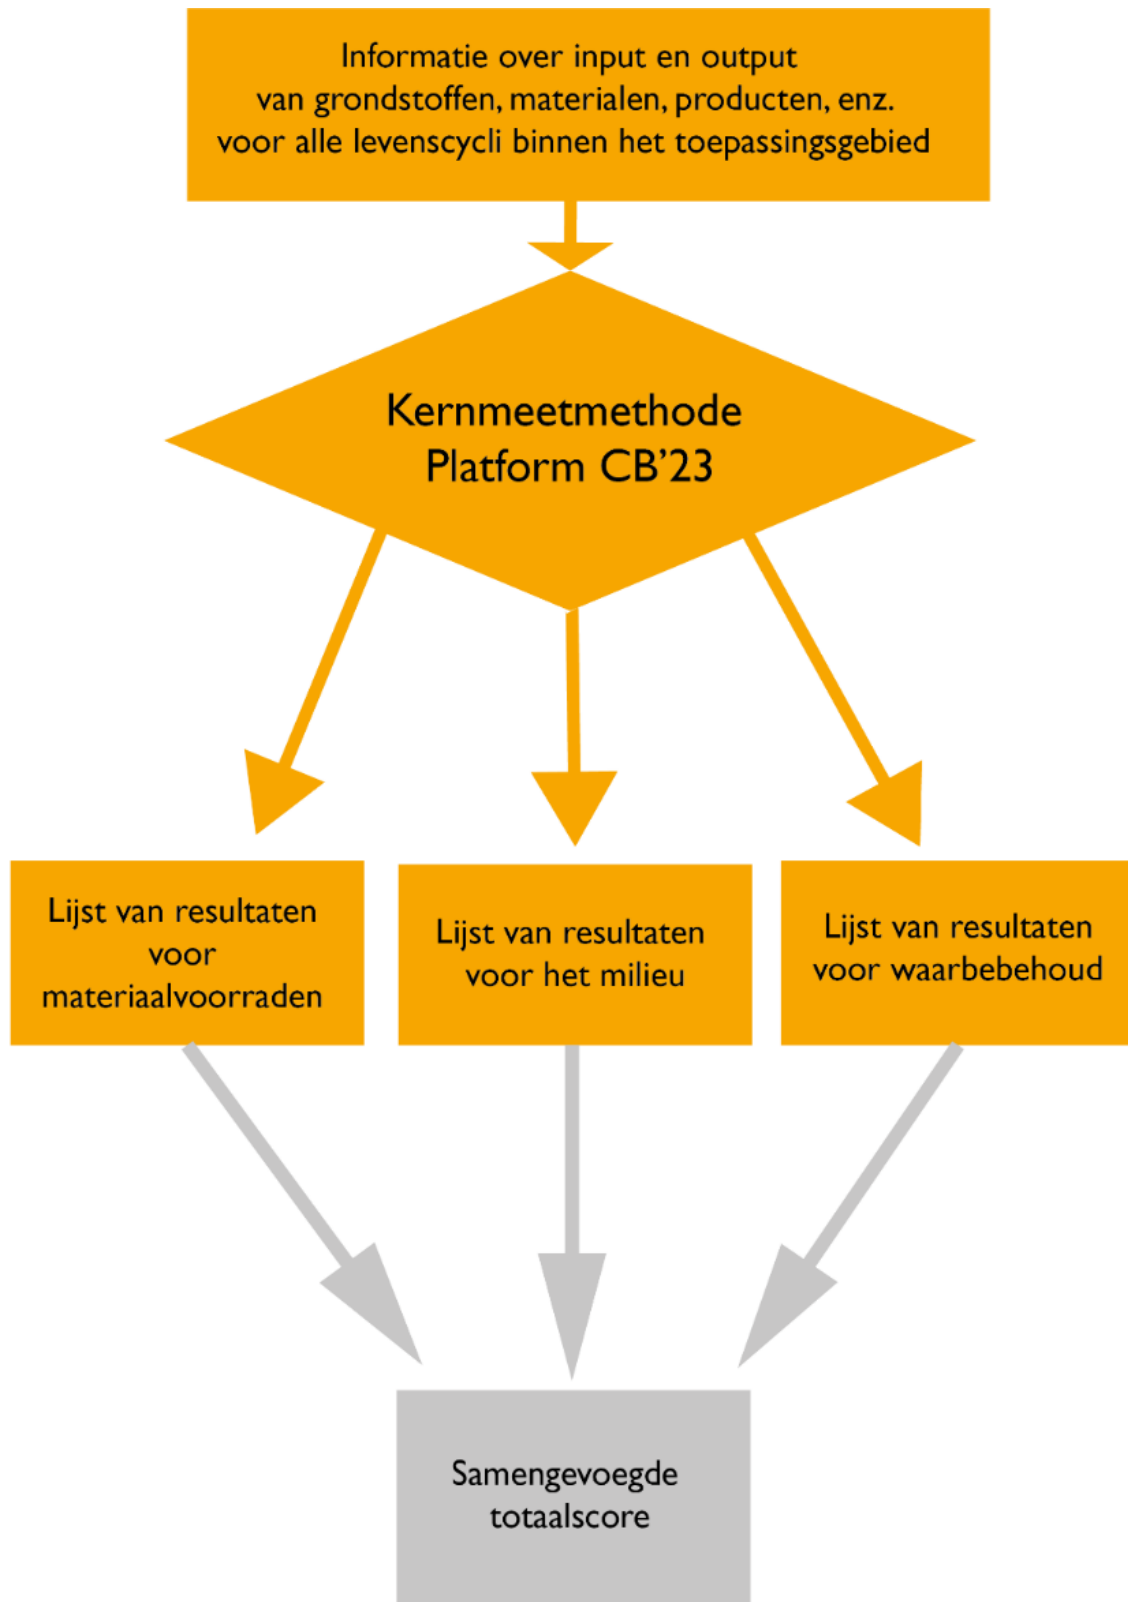 Informatie over input en output
van grondstoffen, materialen, producten, enz.
voor alle levenscycli binnen het toepassingsgebied
Kernmeetmethode
Platform CB’23
Lijst van resultaten
voor
materiaalvoorraden
Lijst van resultaten
voor het milieu
Lijst van resultaten
voor waarbebehoud
Samengevoegde
totaalscore